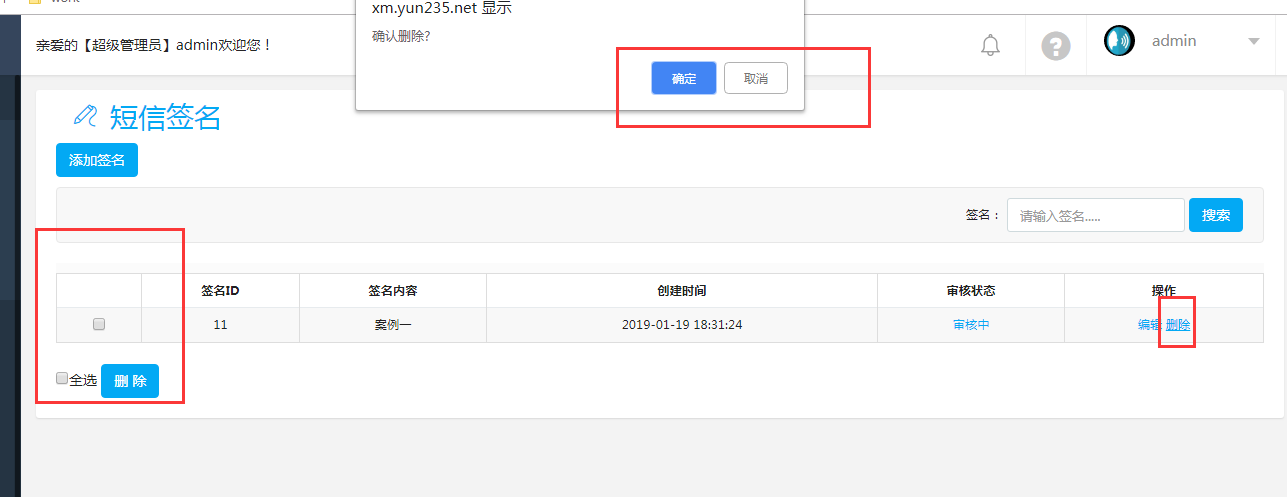 work
xm.yun235.net 显示
确认删除?
确定 取消
亲爱的【超级管理员】admin欢迎您！
admin
短信签名
添加签名
签名： 请输入签名..... 搜索
签名ID 签名内容 创建时间 审核状态 操作
11 案例一 2019-01-19 18:31:24 审核中 编辑 删除
全选 删 除